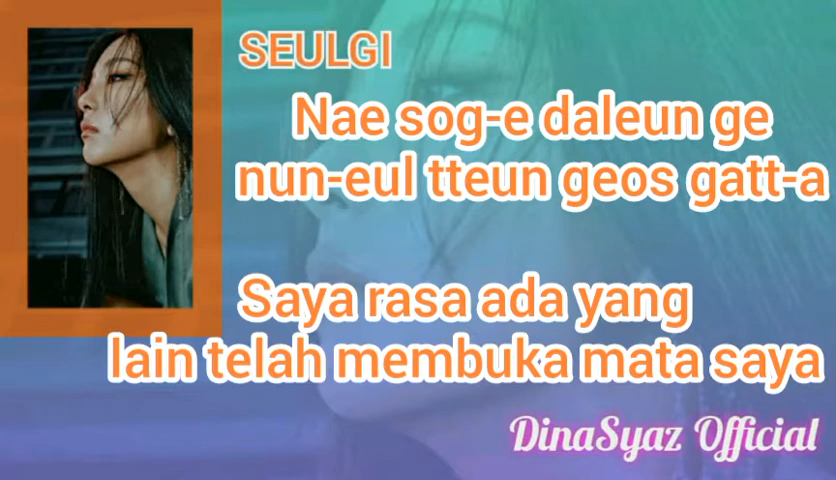 SEULGI
Nae sog-e daleun ge
nun-eul tteun geos gatt-a
Saya rasa ada yang
lain telah membuka mata saya
DinaSyaz Official